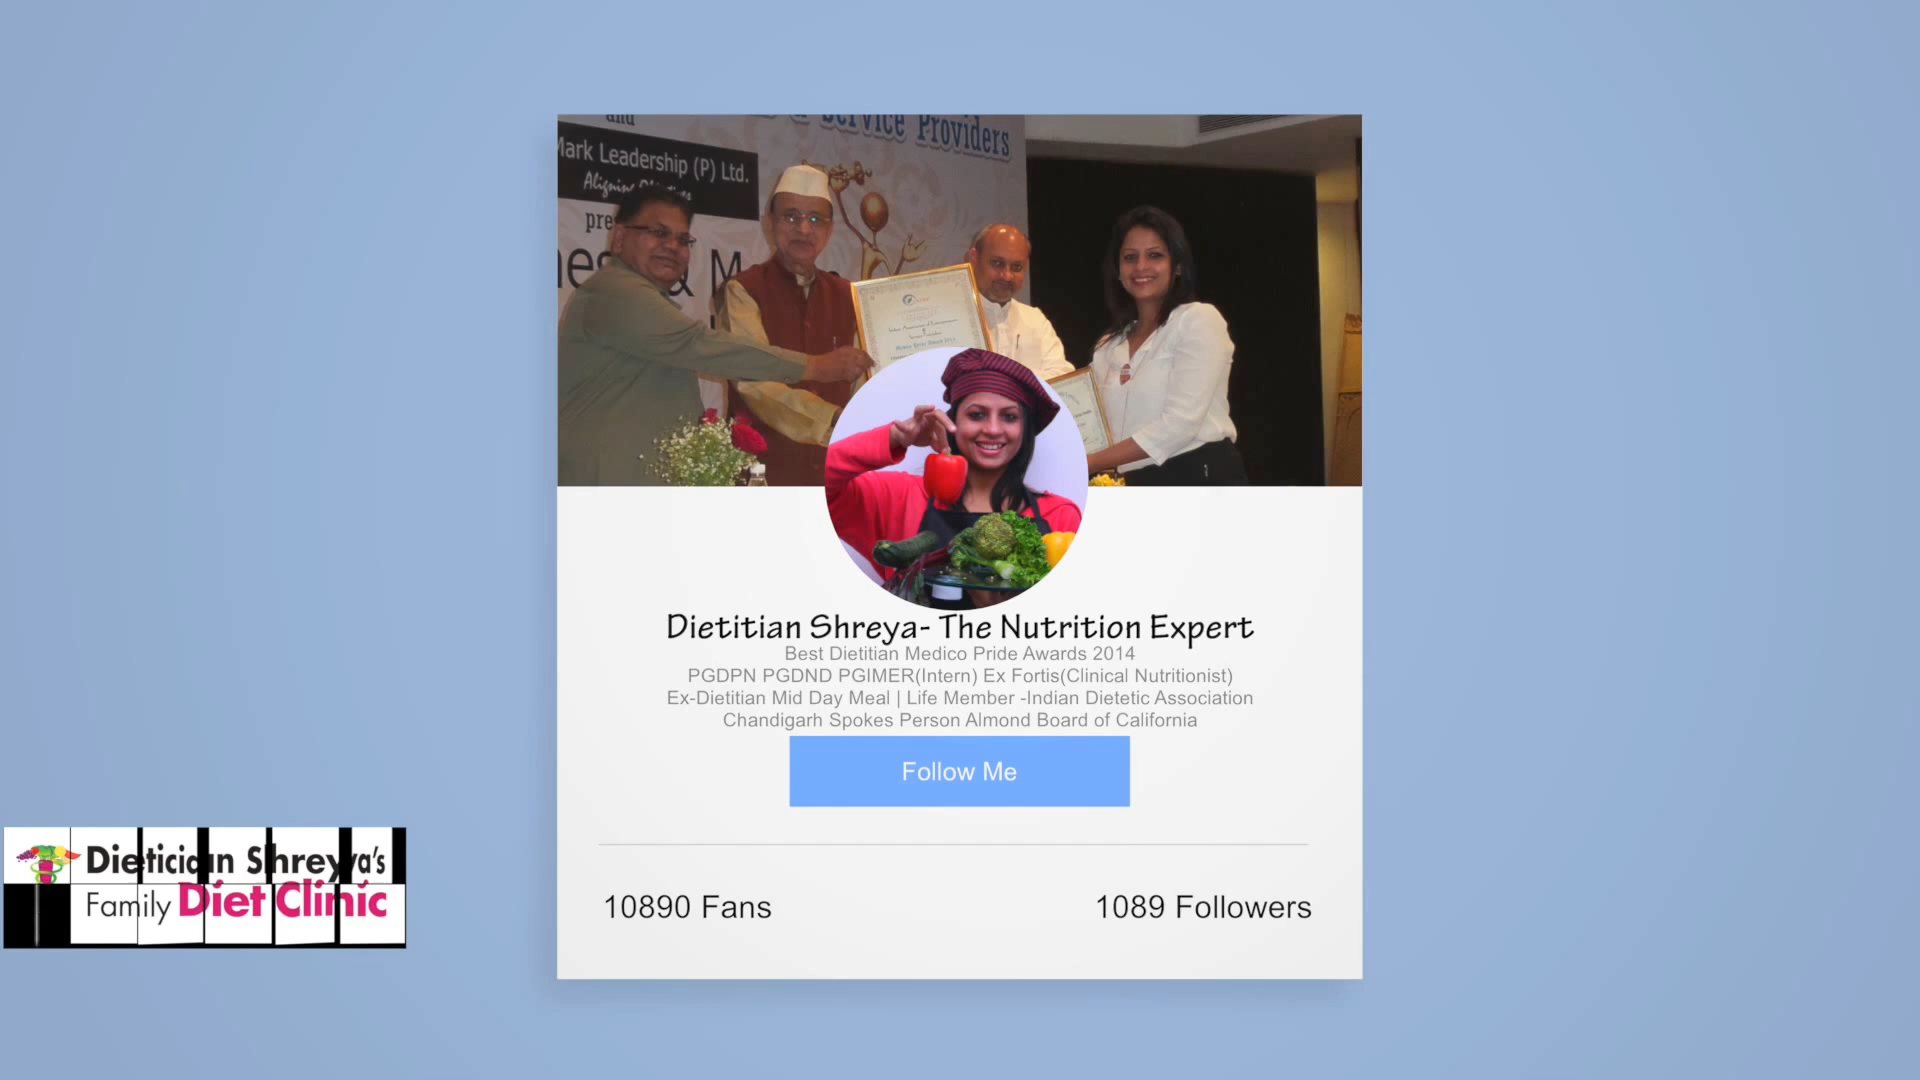 and
& Service Providers
Mark Leadership (P) Ltd.
Aligning
Dietitian Shreya- The Nutrition Expert
Best Dietitian Medico Pride Awards 2014
PGDPN PGDND PGIMER(Intern) Ex Fortis(Clinical Nutritionist)
Ex-Dietitian Mid Day Meal | Life Member -Indian Dietetic Association
Chandigarh Spokes Person Almond Board of California
Follow Me
Dietician Shreya's
Family Diet Clinic
10890 Fans
1089 Followers